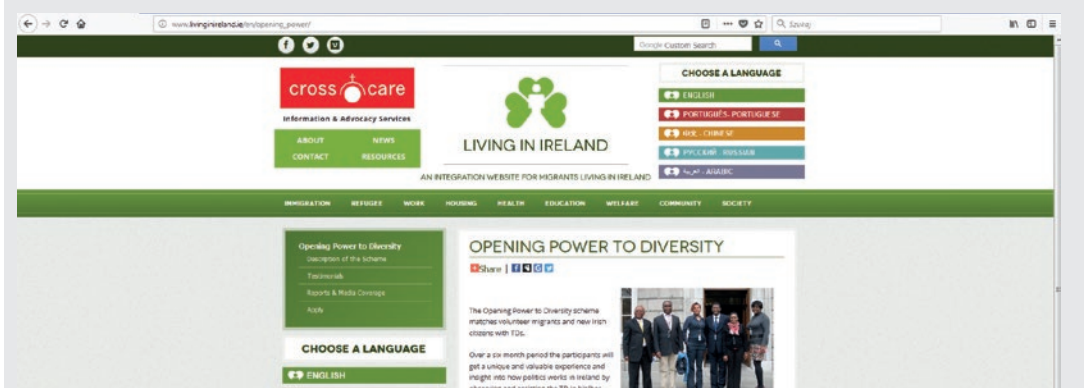 www.livinginireland.ie/en/opening_power/
Szukaj
Google Custom Search
cross care
Information & Advocacy Services
ABOUT NEWS
CONTACT RESOURCES
LIVING IN IRELAND
AN INTEGRATION WEBSITE FOR MIGRANTS LIVING IN IRELAND
CHOOSE A LANGUAGE
ENGLISH
PORTUGUÊS- PORTUGUESE
- CHINESE
РУССКИЙ - RUSSIAN
العربية - ARABIC
IMMIGRATION REFUGEE WORK HOUSING HEALTH EDUCATION WELFARE COMMUNITY SOCIETY
Opening Power to Diversity
Description of the Scheme
Testimonials
Reports & Media Coverage
Apply
CHOOSE A LANGUAGE
ENGLISH
OPENING POWER TO DIVERSITY
Share |
The Opening Power to Diversity scheme
matches volunteer migrants and new Irish
citizens with TDs.
Over a six month period the participants will
get a unique and valuable experience and
insight into how politics works in Ireland by